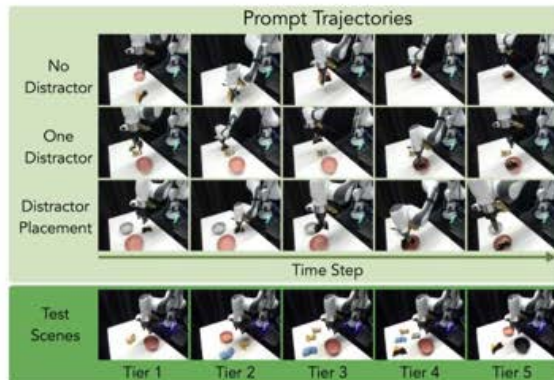 Prompt Trajectories
No
Distractor
One
Distractor
Distractor
Placement
Time Step
Test
Scenes
Tier 1 Tier 2 Tier 3 Tier 4 Tier 5